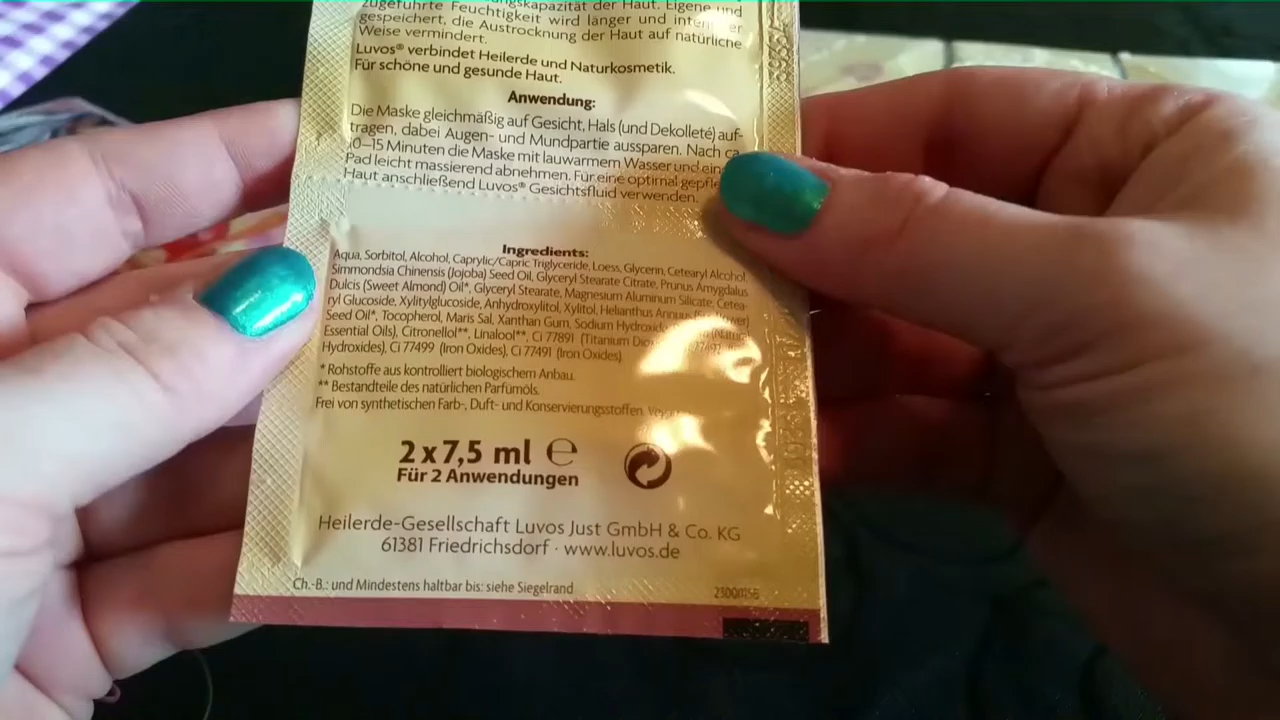 zugeführte Feuchtigkeit wird länger und intensiver
gespeichert, die Austrocknung der Haut auf natürliche
Weise vermindert.
Luvos® verbindet Heilerde und Naturkosmetik.
Für schöne und gesunde Haut.
Anwendung:
Die Maske gleichmäßig auf Gesicht, Hals (und Dekolleté) auf-
tragen, dabei Augen- und Mundpartie aussparen. Nach ca.
10–15 Minuten die Maske mit lauwarmem Wasser und ein
Pad leicht massierend abnehmen. Für eine optimal gepfle
Haut anschließend Luvos® Gesichtsfluid verwenden.
Ingredients:
Aqua, Sorbitol, Alcohol, Caprylic/Capric Triglyceride, Loess, Glycerin, Cetearyl Alcohol,
Simmondsia Chinensis (Jojoba) Seed Oil, Glyceryl Stearate Citrate, Prunus Amygdalus
Dulcis (Sweet Almond) Oil*, Glyceryl Stearate, Magnesium Aluminum Silicate, Cetea-
ryl Glucoside, Xylitylglucoside, Anhydroxylitol, Xylitol, Helianthus Annuus (Sunflower)
Seed Oil*, Tocopherol, Maris Sal, Xanthan Gum, Sodium Hydroxide
Essential Oils), Citronellol**, Linalool**, Ci 77891 (Titanium Diox
Hydroxides), Ci 77499 (Iron Oxides), Ci 77491 (Iron Oxides)
* Rohstoffe aus kontrolliert biologischem Anbau.
** Bestandteile des natürlichen Parfümöls.
Frei von synthetischen Farb-, Duft- und Konservierungsstoffen. Vegan
2 x 7,5 ml ℮
Für 2 Anwendungen
Heilerde-Gesellschaft Luvos Just GmbH & Co. KG
61381 Friedrichsdorf · www.luvos.de
Ch.-B.: und Mindestens haltbar bis: siehe Siegelrand